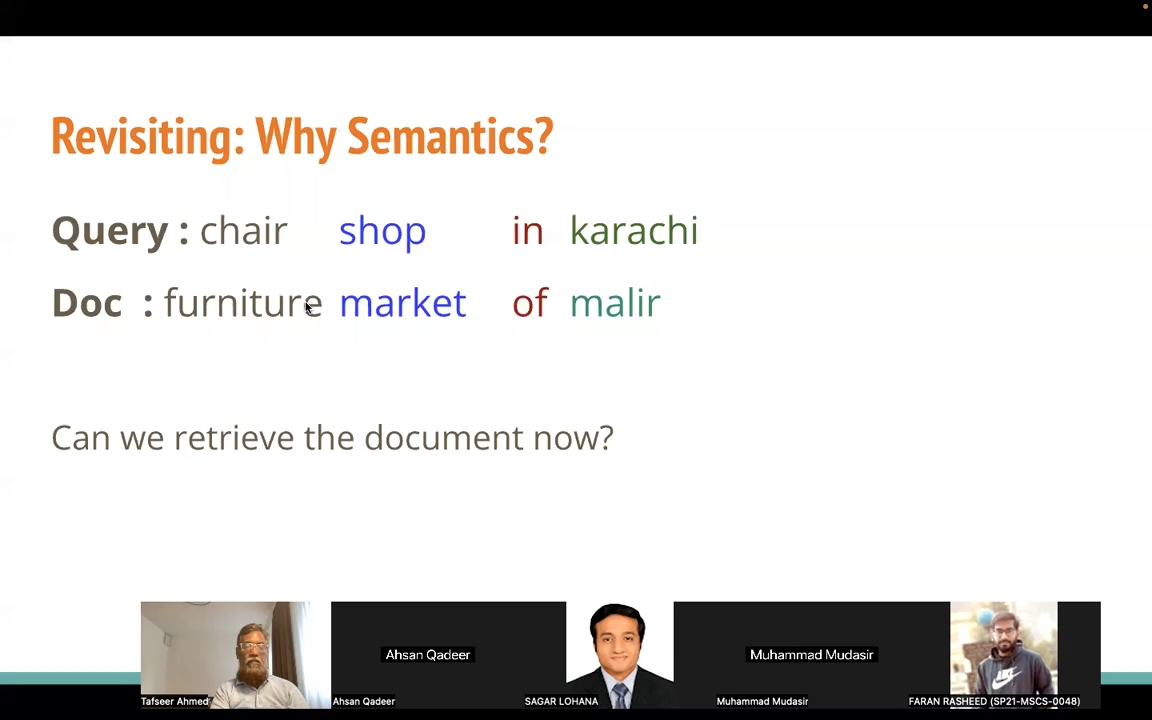 Revisiting: Why Semantics?
Query : chair shop in karachi
Doc : furniture market of malir
Can we retrieve the document now?
Ahsan Qadeer
Muhammad Mudasir
Tafseer Ahmed
Ahsan Qadeer
SAGAR LOHANA
Muhammad Mudasir
FARAN RASHEED (SP21-MSCS-0048)